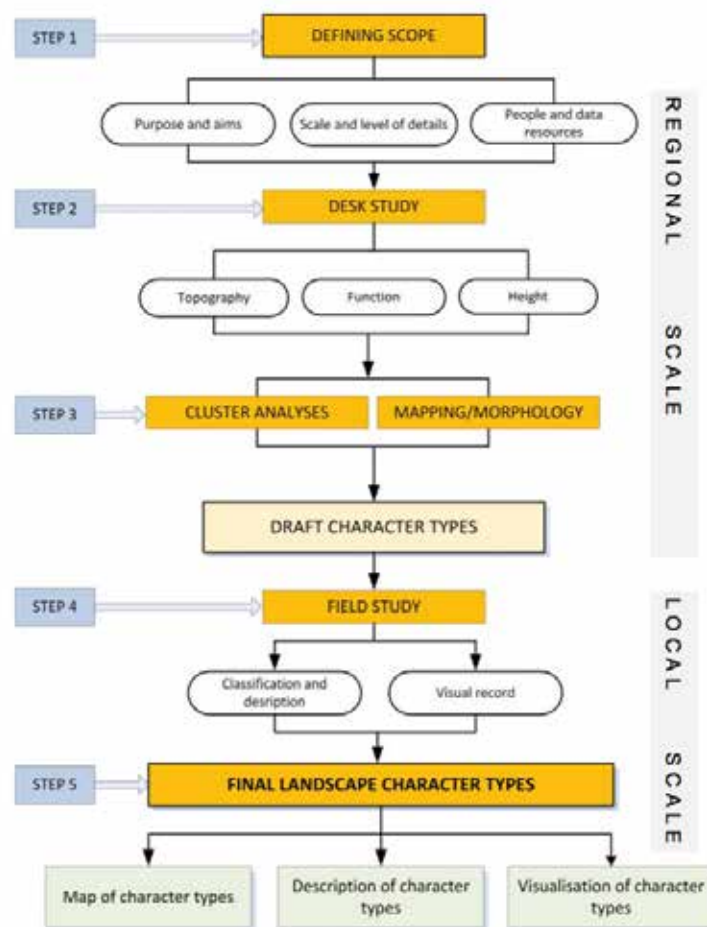 STEP 1
DEFINING SCOPE
Purpose and aims
Scale and level of details
People and data
resources
STEP 2
DESK STUDY
Topography
Function
Height
REGIONAL SCALE
STEP 3
CLUSTER ANALYSES
MAPPING/MORPHOLOGY
DRAFT CHARACTER TYPES
STEP 4
FIELD STUDY
Classification and
desription
Visual record
LOCAL SCALE
STEP 5
FINAL LANDSCAPE CHARACTER TYPES
Map of character types
Description of character
types
Visualisation of character
types